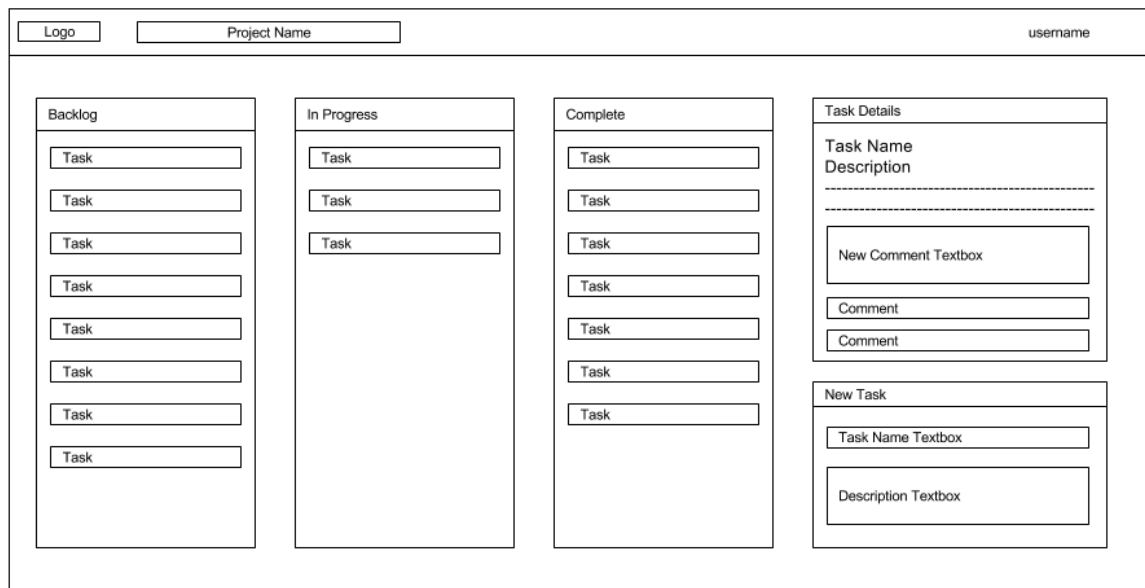 Logo
Project Name
username
Backlog
Task
Task
Task
Task
Task
Task
Task
Task
In Progress
Task
Task
Task
Complete
Task
Task
Task
Task
Task
Task
Task
Task Details
Task Name
Description
New Comment Textbox
Comment
Comment
New Task
Task Name Textbox
Description Textbox